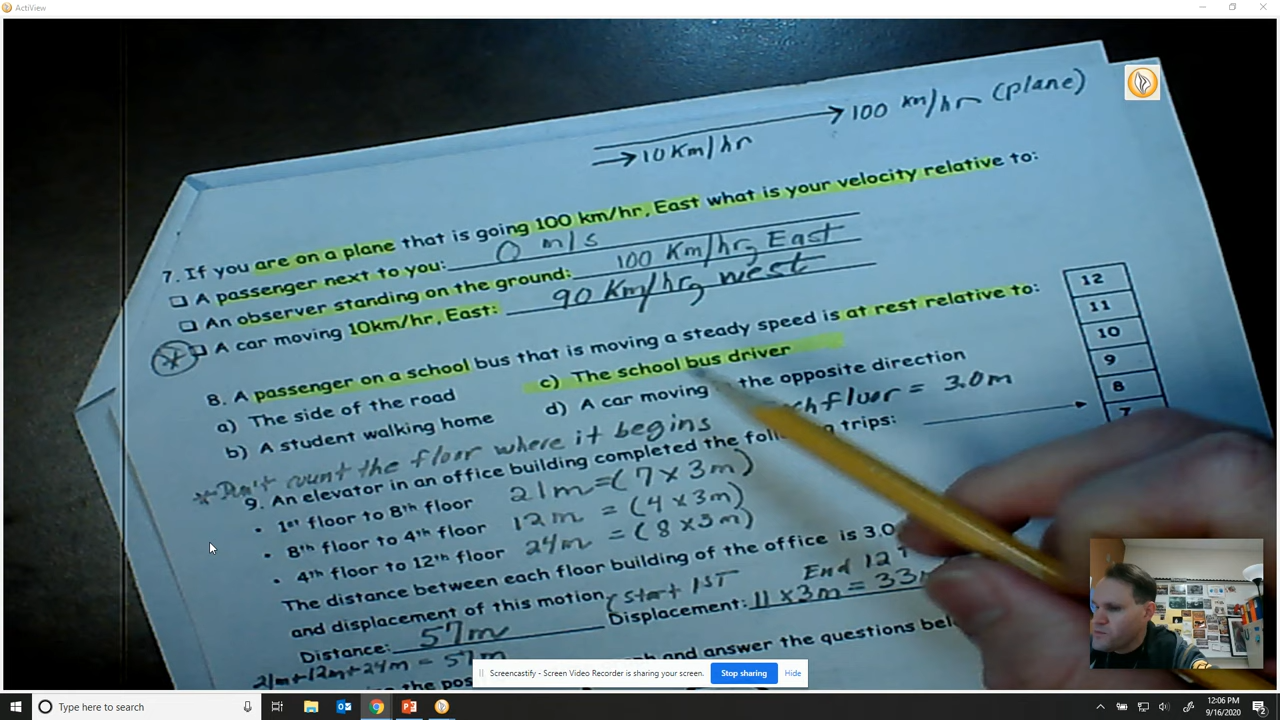 ActiView
100 km/hr (plane)
10 Km/hr
7. If you are on a plane that is going 100 km/hr, East what is your velocity relative to:
❑ A passenger next to you: 0 m/s
❑ An observer standing on the ground: 100 Km/hr, East
* ❑ A car moving 10km/hr, East: 90 Km/hr, west
8. A passenger on a school bus that is moving a steady speed is at rest relative to:
a) The side of the road c) The school bus driver
b) A student walking home d) A car moving the opposite direction
* Don't count the floor where it begins floor = 3.0m
9. An elevator in an office building completed the trips:
• 1st floor to 8th floor 21m = (7 x 3m)
• 8th floor to 4th floor 12m = (4 x 3m)
• 4th floor to 12th floor 24m = (8 x 3m)
The distance between each floor building of the office is 3.0
and displacement of this motion. (start 1ST End 12
Distance: 57m Displacement: 11 x 3m = 33m
21m+12m+24m = 57m
and answer the questions
12
11
10
9
8
7
Screencastify - Screen Video Recorder is sharing your screen. Stop sharing Hide
Type here to search
12:06 PM
9/16/2020
2